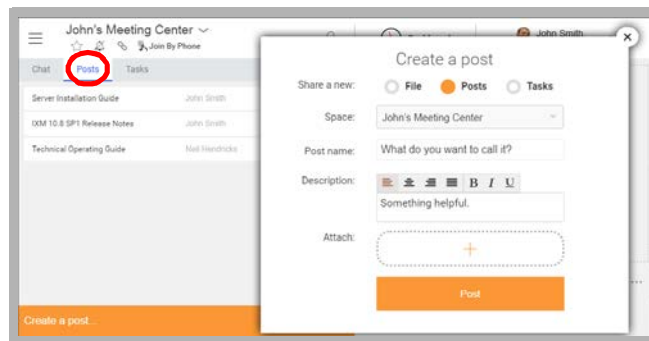 John's Meeting Center
Join By Phone
John Smith
Chat Posts Tasks
Server Installation Guide John Smith
IXM 10.8 SP1 Release Notes John Smith
Technical Operating Guide Neil Hendricks
Create a post...
Create a post
Share a new: File Posts Tasks
Space: John's Meeting Center
Post name: What do you want to call it?
Description: B I U
Something helpful.
Attach:
+
Post